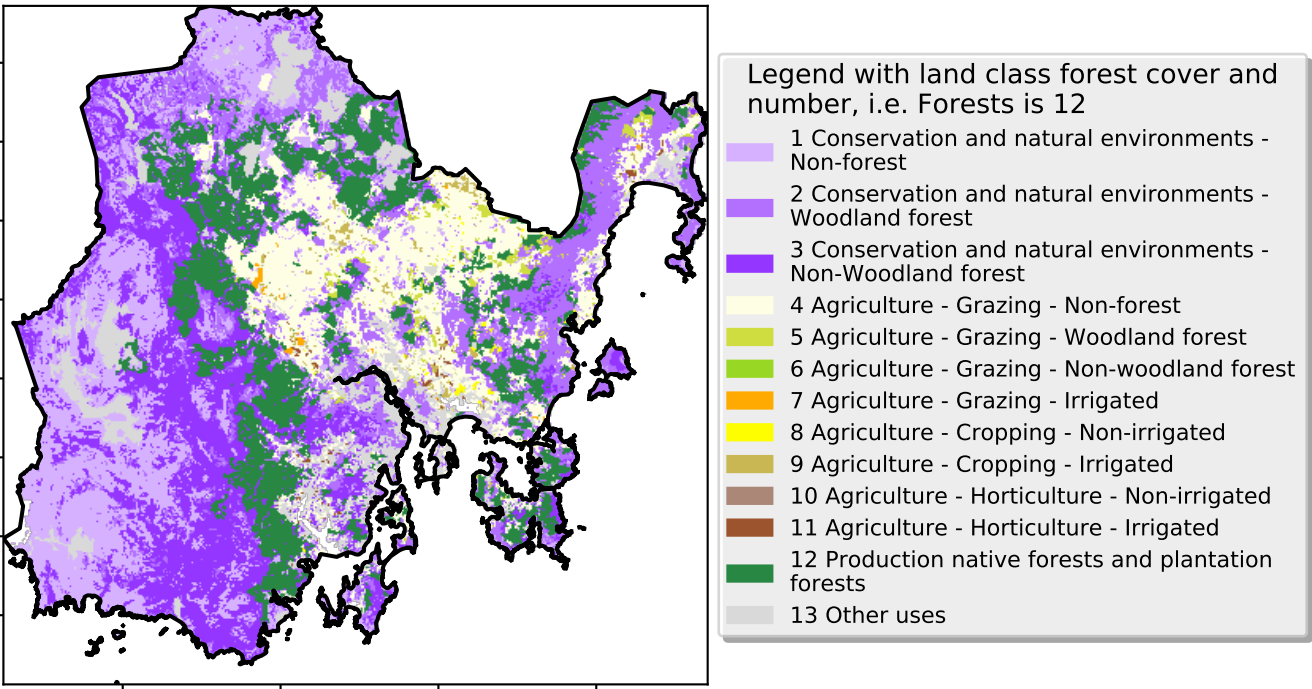 Legend with land class forest cover and
number, i.e. Forests is 12
1 Conservation and natural environments -
Non-forest
2 Conservation and natural environments -
Woodland forest
3 Conservation and natural environments -
Non-Woodland forest
4 Agriculture - Grazing - Non-forest
5 Agriculture - Grazing - Woodland forest
6 Agriculture - Grazing - Non-woodland forest
7 Agriculture - Grazing - Irrigated
8 Agriculture - Cropping - Non-irrigated
9 Agriculture - Cropping - Irrigated
10 Agriculture - Horticulture - Non-irrigated
11 Agriculture - Horticulture - Irrigated
12 Production native forests and plantation
forests
13 Other uses